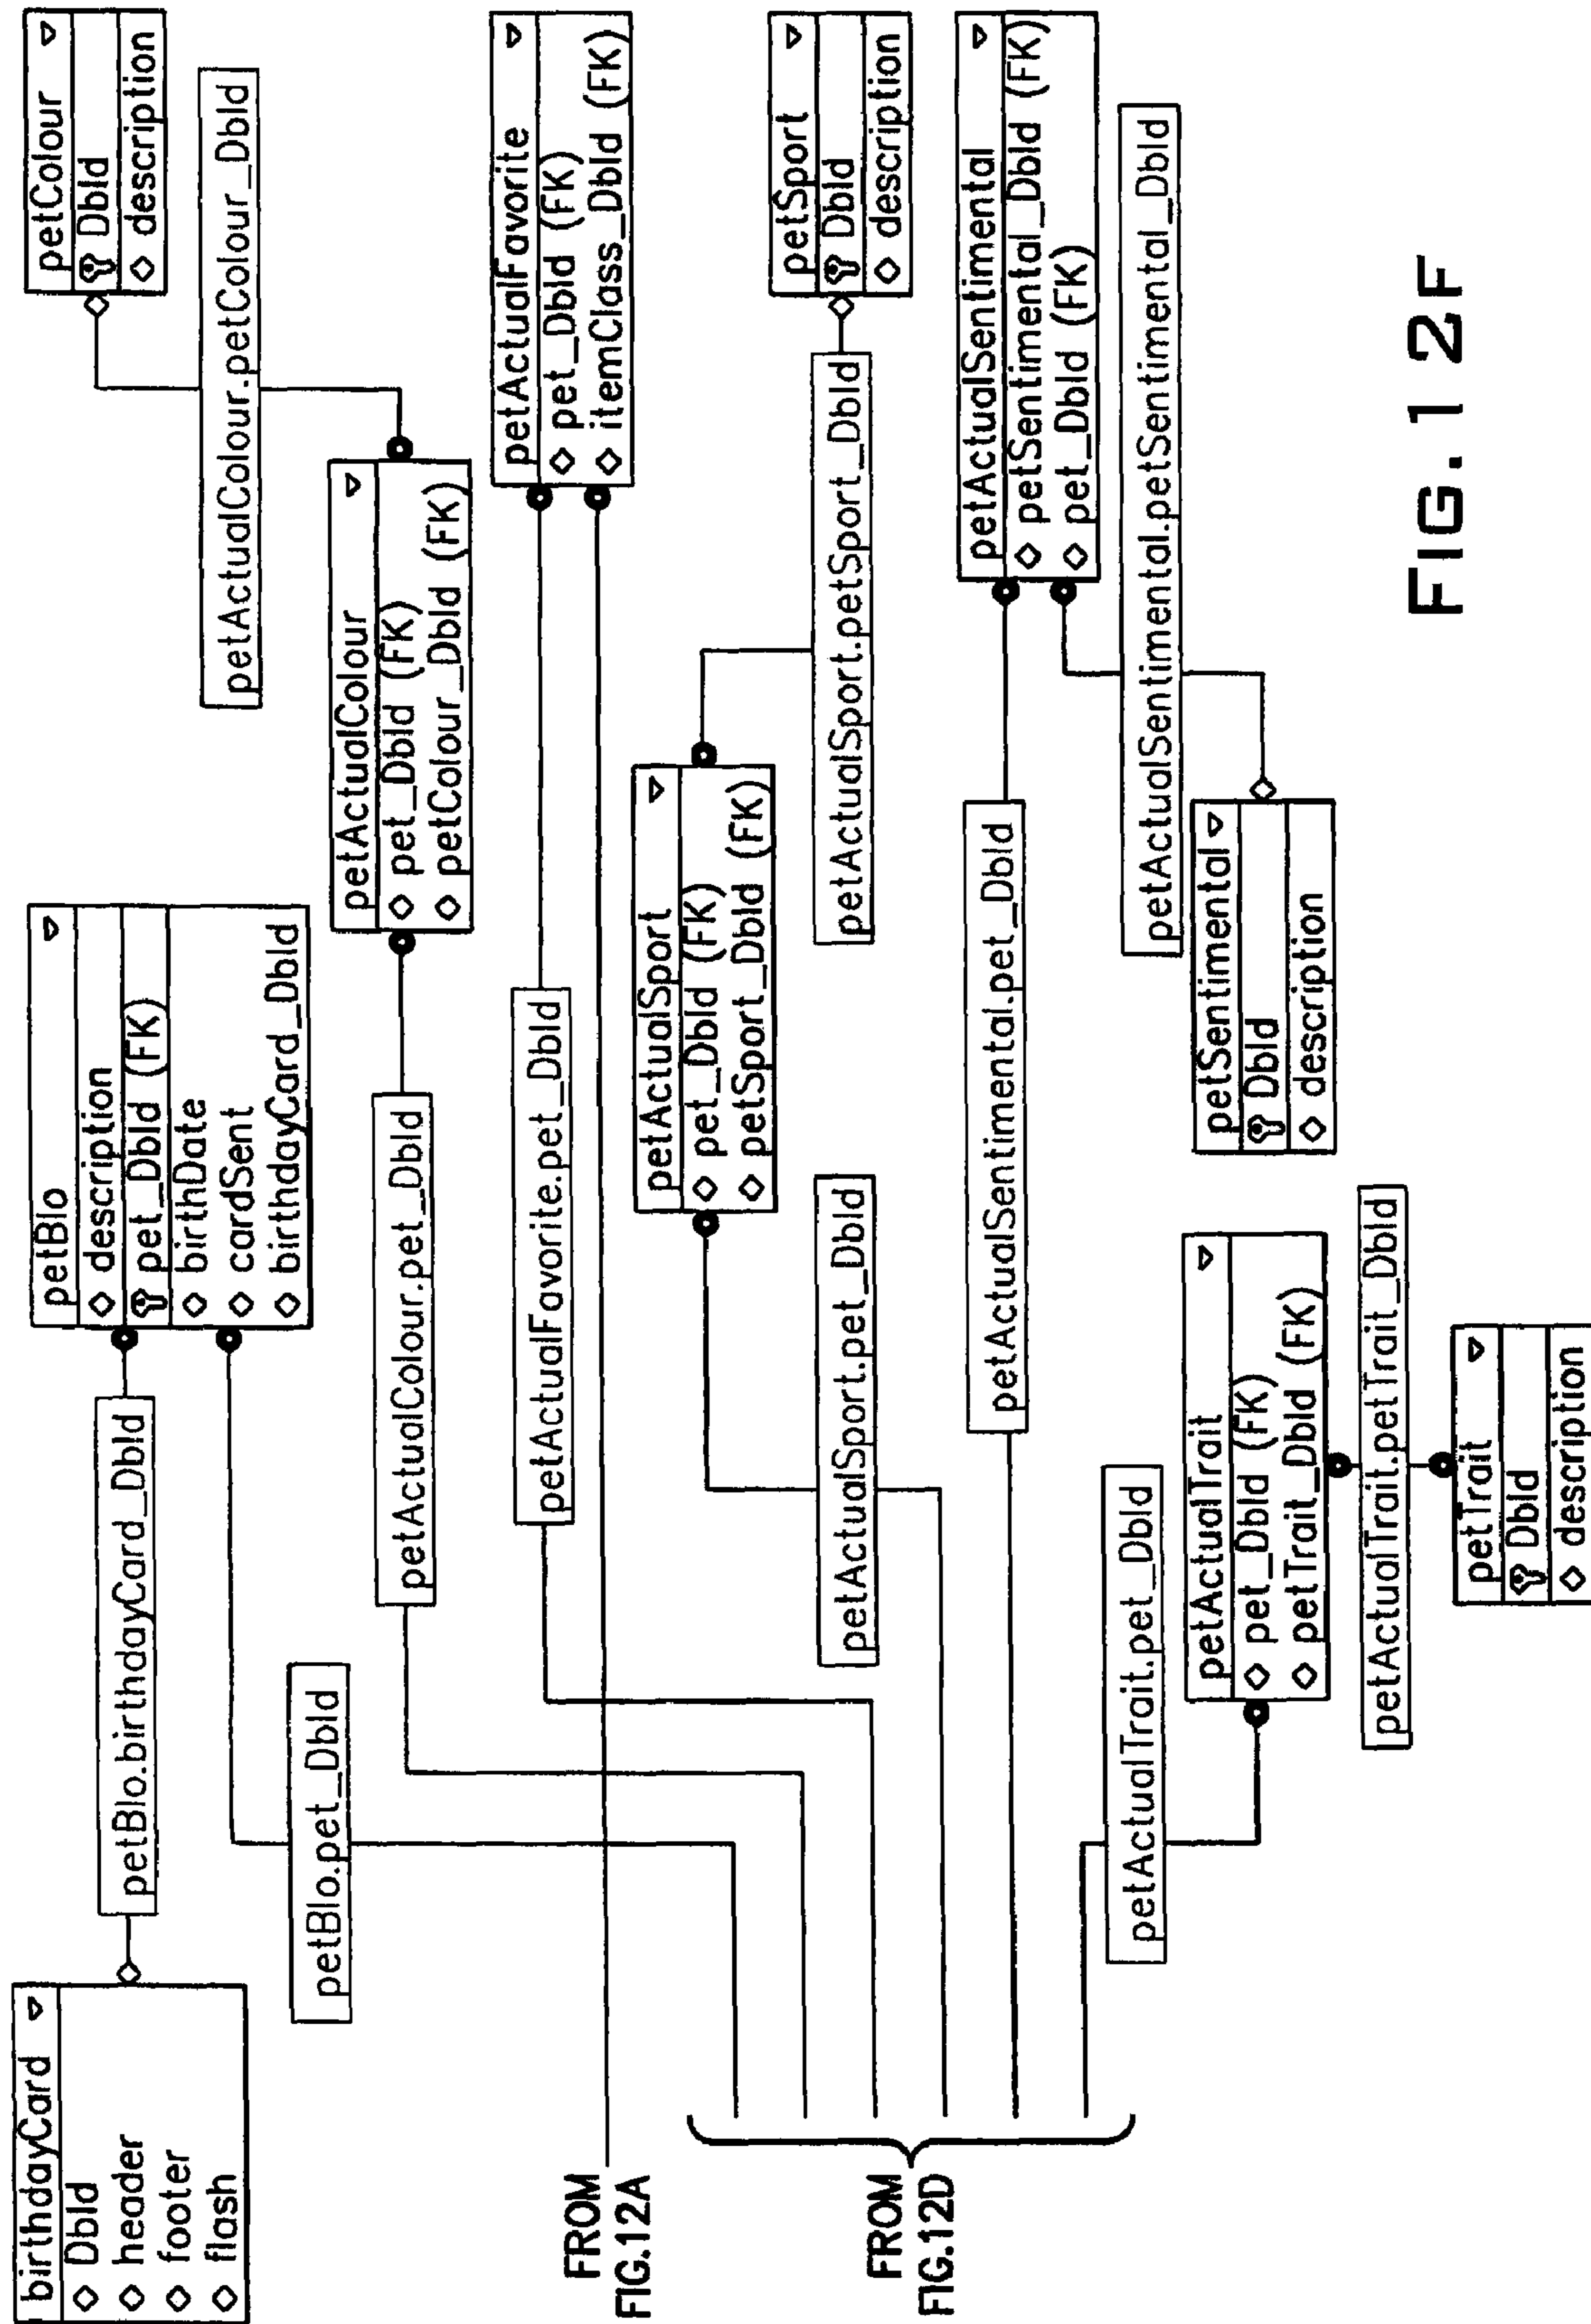 birthdayCard
DbId
header
footer
flash
petBlo.birthdayCard_DbId
petBlo
description
pet_DbId (FK)
birthDate
cardSent
birthdayCard_DbId
petColour
DbId
description
petActualColour.petColour_DbId
petBlo.pet_DbId
petActualColour
pet_DbId (FK)
petColour_DbId (FK)
petActualColour.pet_DbId
petActualFavorite
pet_DbId (FK)
itemClass_DbId (FK)
petActualFavorite.pet_DbId
FROM
FIG.12A
petActualSport
pet_DbId (FK)
petSport_DbId (FK)
petSport
DbId
description
petActualSport.petSport_DbId
petActualSport.pet_DbId
FROM
FIG.12D
petActualSentimental.pet_DbId
petActualSentimental
petSentimental_DbId (FK)
pet_DbId (FK)
petActualSentimental.petSentimental_DbId
petActualTrait.pet_DbId
petActualTrait
pet_DbId (FK)
petTrait_DbId (FK)
petSentimental
DbId
description
petActualTrait.petTrait_DbId
petTrait
DbId
description
FIG. 12F